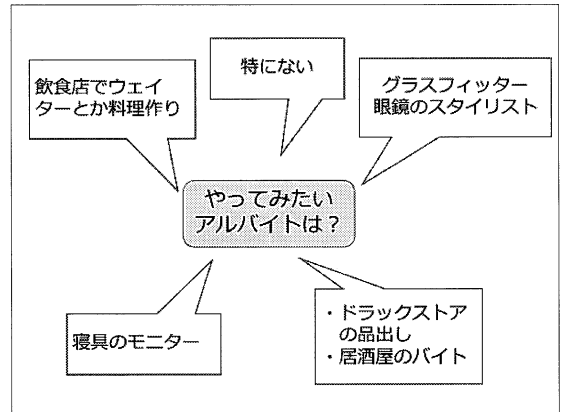 特にない
飲食店でウェイ
ターとか料理作り
グラスフィッター
眼鏡のスタイリスト
やってみたい
アルバイトは？
寝具のモニター
・ドラックストア
の品出し
・居酒屋のバイト